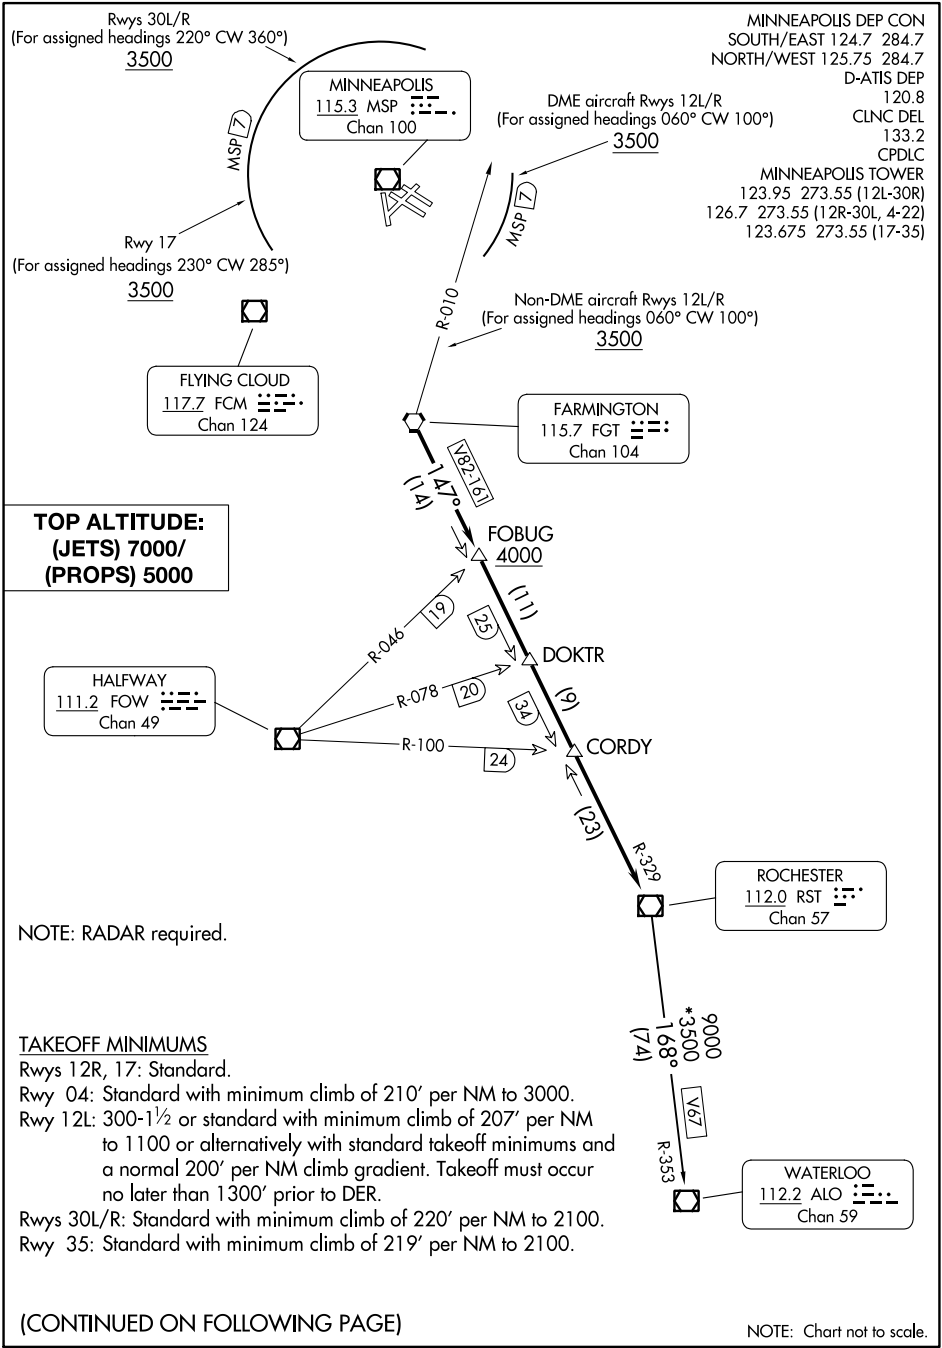 Rwys 30L/R
(For assigned headings 220° CW 360°)
3500
MINNEAPOLIS DEP CON
SOUTH/EAST 124.7 284.7
NORTH/WEST 125.75 284.7
D-ATIS DEP
120.8
CLNC DEL
133.2
CPDLC
MINNEAPOLIS TOWER
123.95 273.55 (12L-30R)
126.7 273.55 (12R-30L, 4-22)
123.675 273.55 (17-35)
MINNEAPOLIS
115.3 MSP
Chan 100
DME aircraft Rwys 12L/R
(For assigned headings 060° CW 100°)
3500
MSP 7
MSP 7
Rwy 17
(For assigned headings 230° CW 285°)
3500
R-010
Non-DME aircraft Rwys 12L/R
(For assigned headings 060° CW 100°)
3500
FLYING CLOUD
117.7 FCM
Chan 124
FARMINGTON
115.7 FGT
Chan 104
V82-161
147°
(14)
TOP ALTITUDE:
(JETS) 7000/
(PROPS) 5000
FOBUG
4000
(11)
R-046
19
25
DOKTR
HALFWAY
111.2 FOW
Chan 49
R-078
20
(9)
34
R-100
24
CORDY
(23)
R-329
ROCHESTER
112.0 RST
Chan 57
NOTE: RADAR required.
9000
*3500
168°
(74)
V67
R-353
WATERLOO
112.2 ALO
Chan 59
TAKEOFF MINIMUMS
Rwys 12R, 17: Standard.
Rwy 04: Standard with minimum climb of 210' per NM to 3000.
Rwy 12L: 300-1½ or standard with minimum climb of 207' per NM
to 1100 or alternatively with standard takeoff minimums and
a normal 200' per NM climb gradient. Takeoff must occur
no later than 1300' prior to DER.
Rwys 30L/R: Standard with minimum climb of 220' per NM to 2100.
Rwy 35: Standard with minimum climb of 219' per NM to 2100.
(CONTINUED ON FOLLOWING PAGE)
NOTE: Chart not to scale.